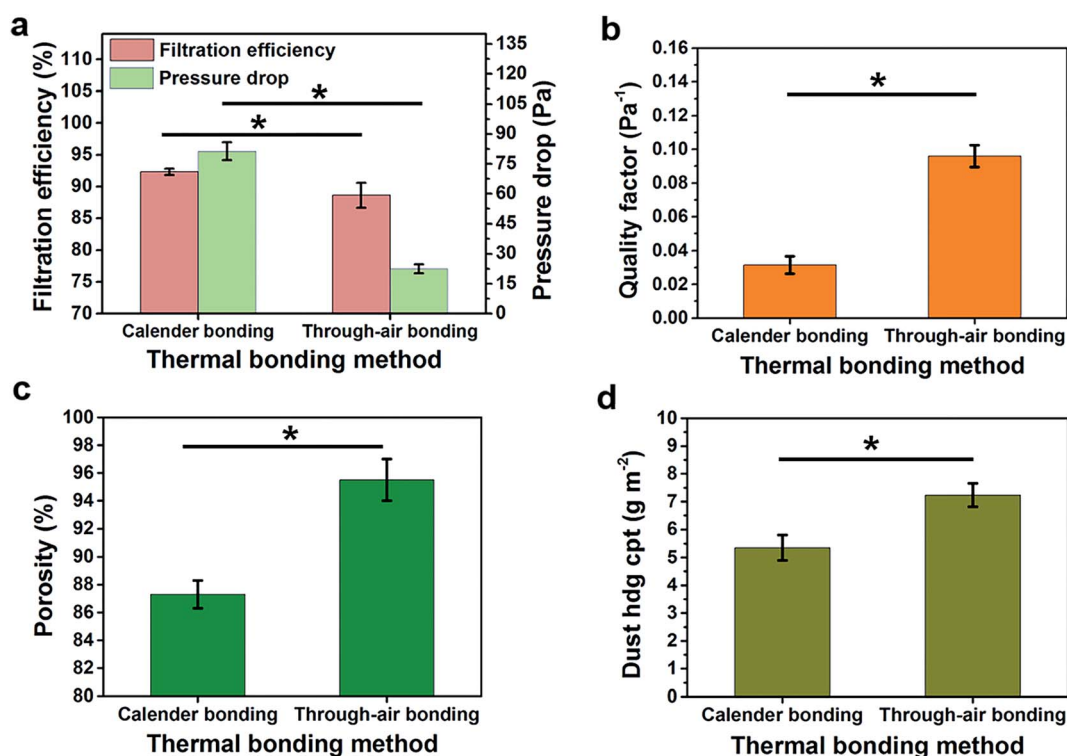 a
Filtration efficiency (%)
110
105
100
95
90
85
80
75
70
Filtration efficiency
Pressure drop
*
*
135
120
105
90
75
60
45
30
15
0
Pressure drop (Pa)
Calender bonding
Through-air bonding
Thermal bonding method
b
Quality factor (Pa⁻¹)
0.16
0.14
0.12
0.10
0.08
0.06
0.04
0.02
0.00
*
Calender bonding
Through-air bonding
Thermal bonding method
c
Porosity (%)
100
98
96
94
92
90
88
86
84
82
80
*
Calender bonding
Through-air bonding
Thermal bonding method
d
Dust hdg cpt (g m⁻²)
10
9
8
7
6
5
4
3
2
1
0
*
Calender bonding
Through-air bonding
Thermal bonding method